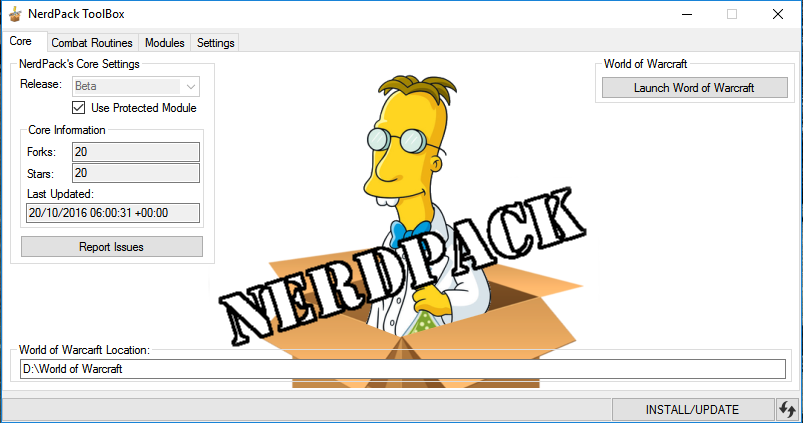 NerdPack ToolBox
Core Combat Routines Modules Settings
NerdPack's Core Settings
Release: Beta
Use Protected Module
Core Information
Forks: 20
Stars: 20
Last Updated:
20/10/2016 06:00:31 +00:00
Report Issues
World of Warcraft
Launch Word of Warcraft
NERDPACK
World of Warcarft Location:
D:\World of Warcraft
INSTALL/UPDATE